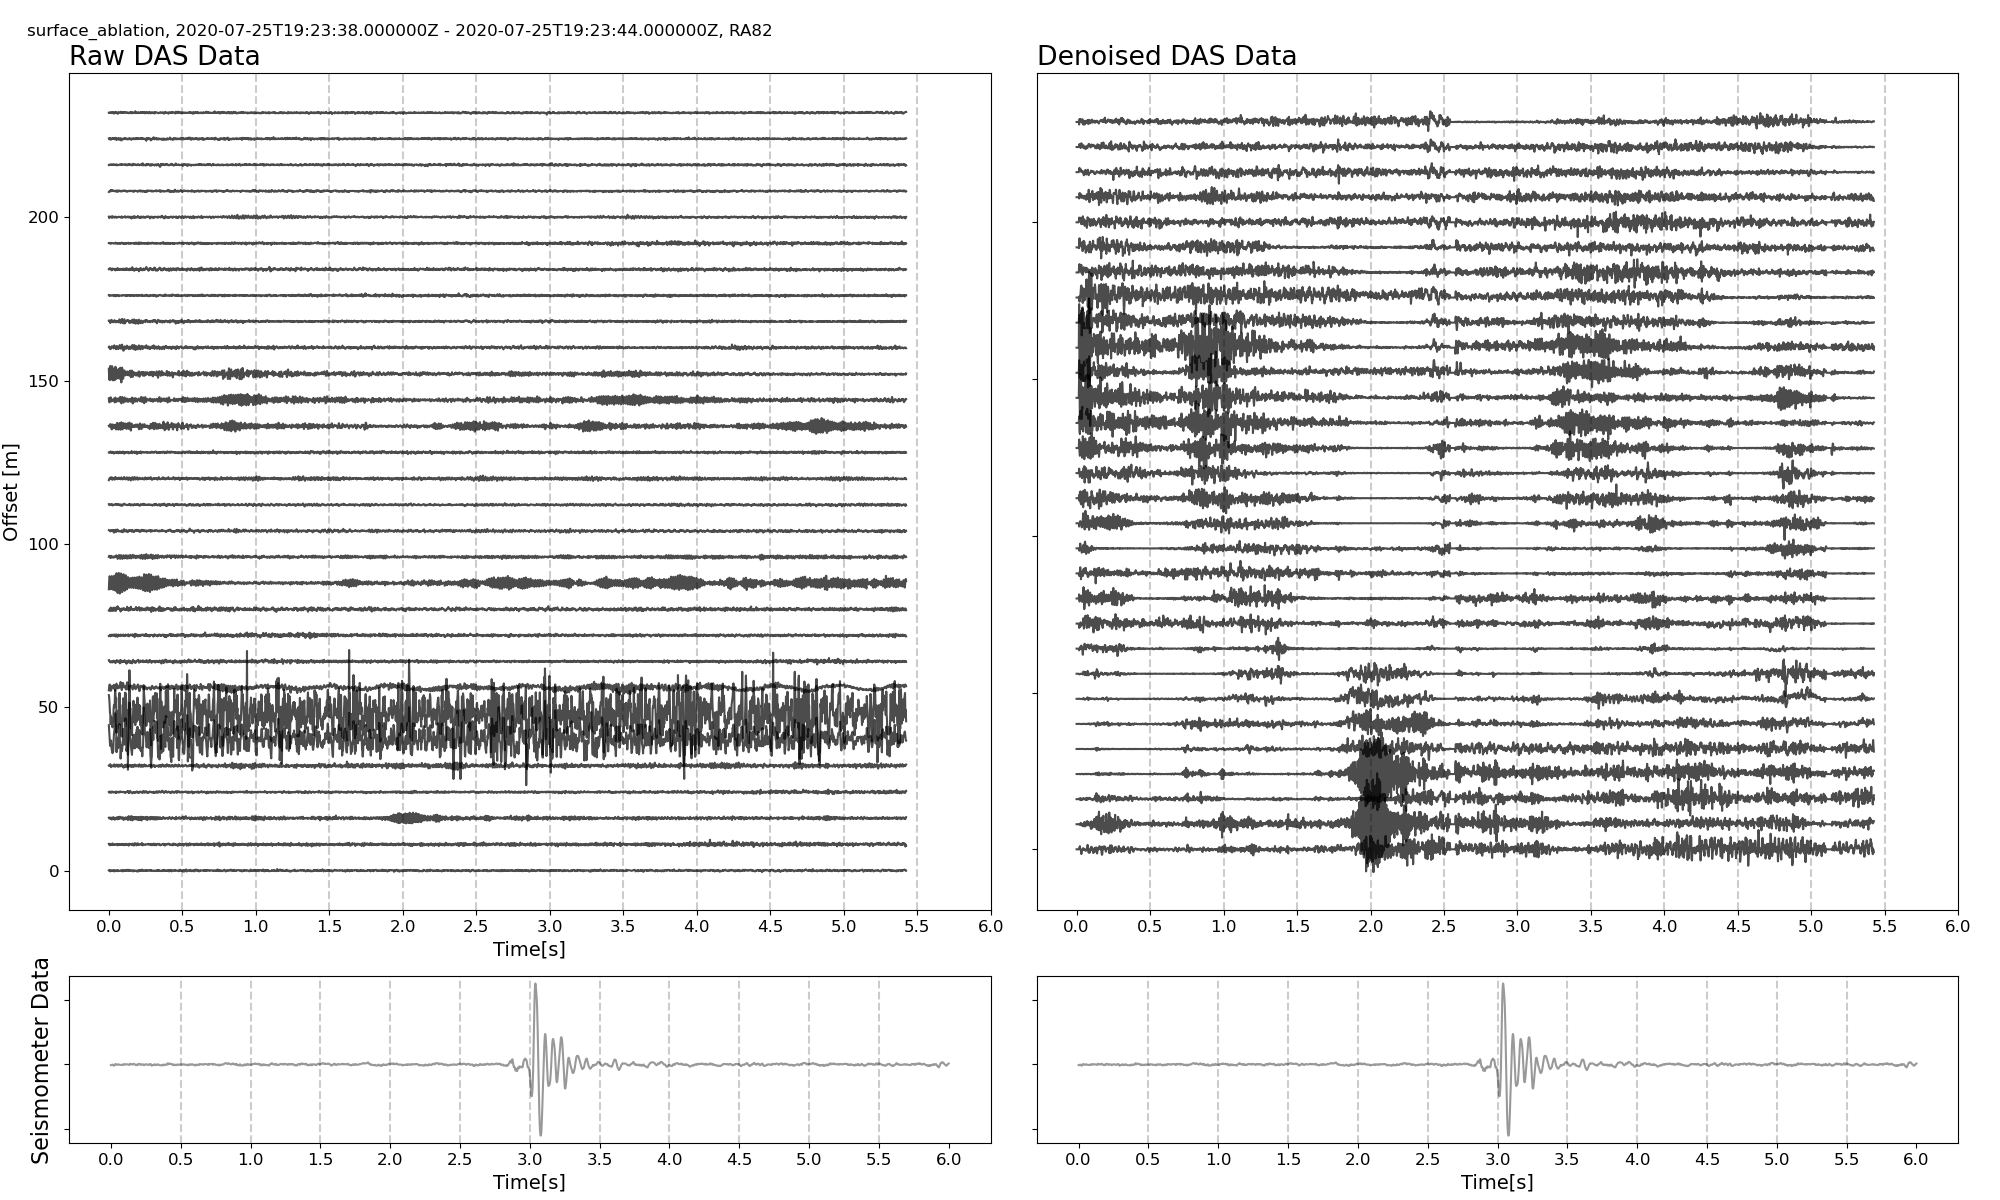 surface_ablation, 2020-07-25T19:23:38.000000Z - 2020-07-25T19:23:44.000000Z, RA82
Raw DAS Data
Denoised DAS Data
Offset [m]
200
150
100
50
0
0.0 0.5 1.0 1.5 2.0 2.5 3.0 3.5 4.0 4.5 5.0 5.5 6.0
Time[s]
0.0 0.5 1.0 1.5 2.0 2.5 3.0 3.5 4.0 4.5 5.0 5.5 6.0
Seismometer Data
0.0 0.5 1.0 1.5 2.0 2.5 3.0 3.5 4.0 4.5 5.0 5.5 6.0
Time[s]
0.0 0.5 1.0 1.5 2.0 2.5 3.0 3.5 4.0 4.5 5.0 5.5 6.0
Time[s]